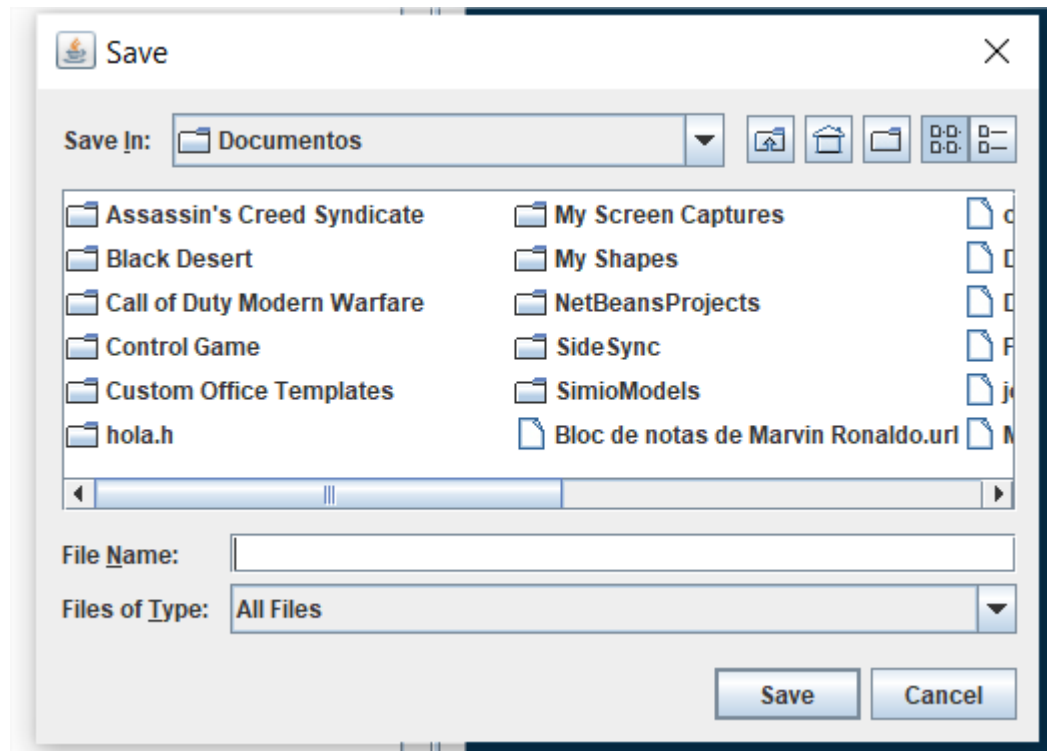 Save
Save In: Documentos
Assassin's Creed Syndicate
Black Desert
Call of Duty Modern Warfare
Control Game
Custom Office Templates
hola.h
My Screen Captures
My Shapes
NetBeansProjects
SideSync
SimioModels
Bloc de notas de Marvin Ronaldo.url
File Name:
Files of Type: All Files
Save Cancel